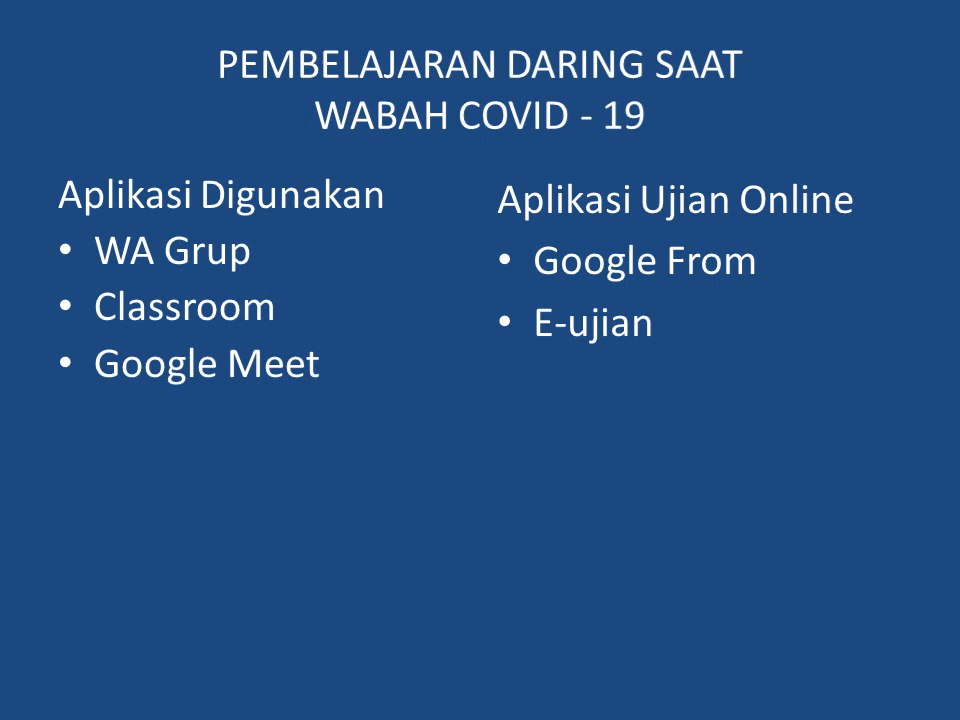 PEMBELAJARAN DARING SAAT
WABAH COVID - 19
Aplikasi Digunakan
• WA Grup
• Classroom
• Google Meet
Aplikasi Ujian Online
• Google From
• E-ujian